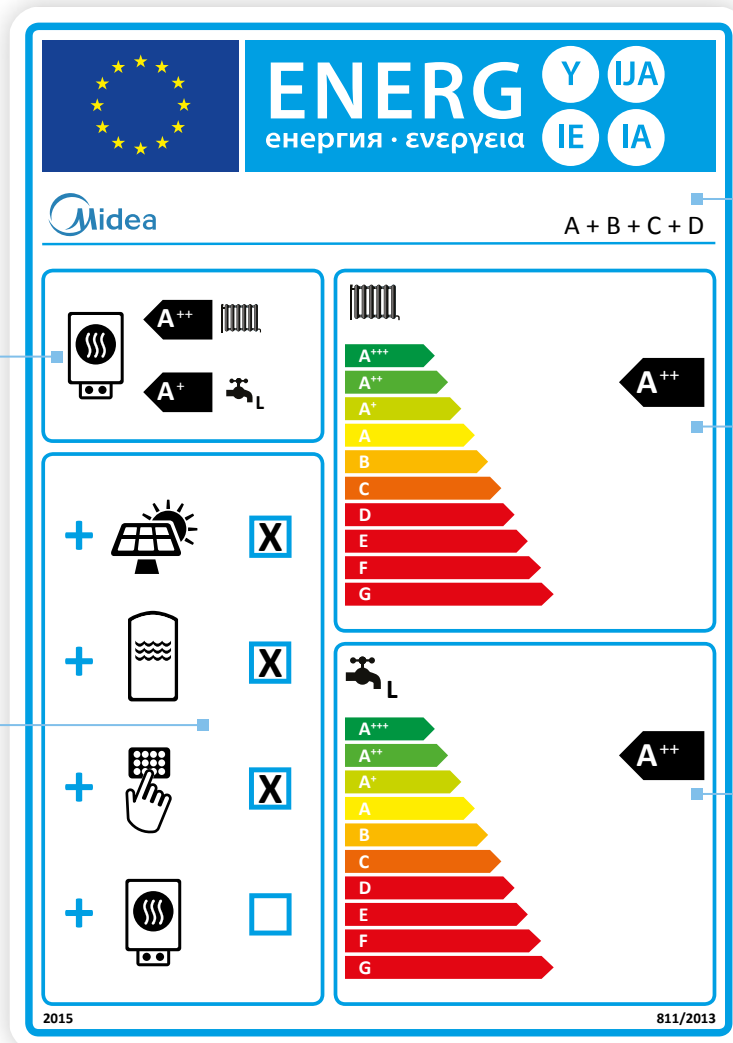 ENERG
Y IJA
IE IA
енергия · ενεργεια
Midea
A + B + C + D
A++
A+
L
X
X
X
A+++
A++
A+
A
B
C
D
E
F
G
A++
L
A+++
A++
A+
A
B
C
D
E
F
G
A++
2015
811/2013